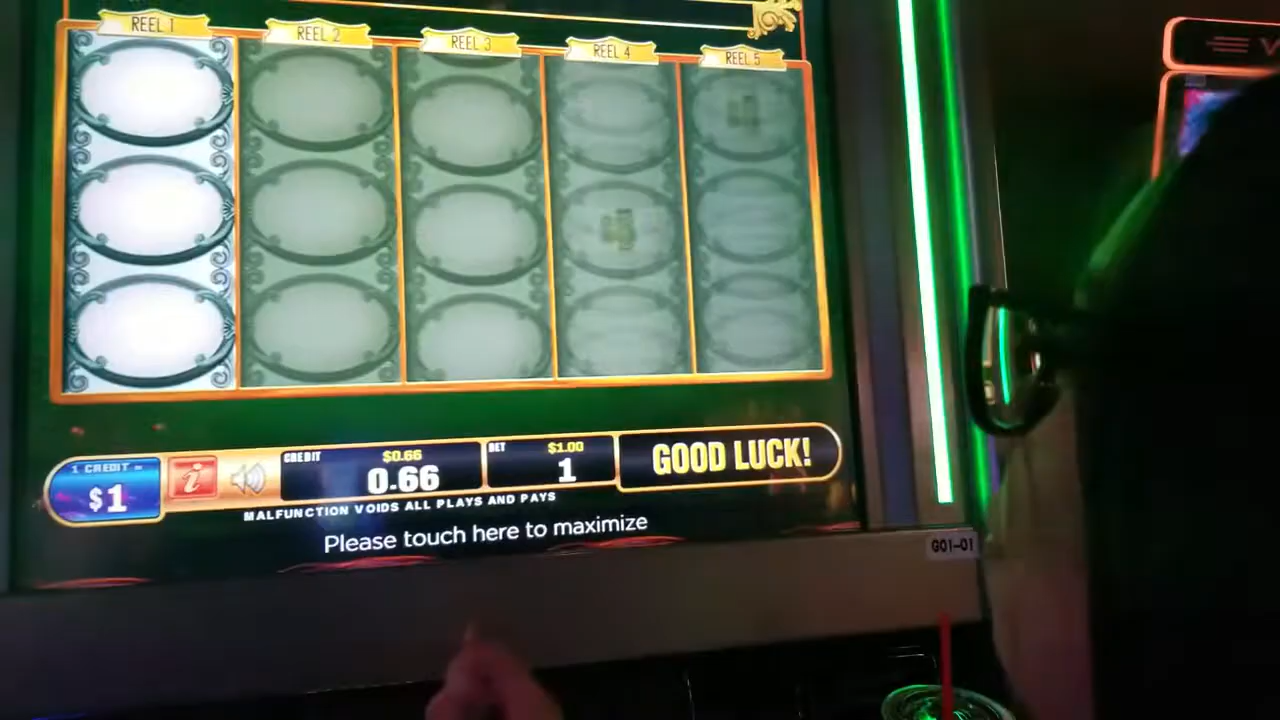 REEL 1
REEL 2
REEL 3
REEL 4
REEL 5
1 CREDIT =
$1
i
CREDIT
$0.66
0.66
BET
$1.00
1
GOOD LUCK!
MALFUNCTION VOIDS ALL PLAYS AND PAYS
Please touch here to maximize
G01-01